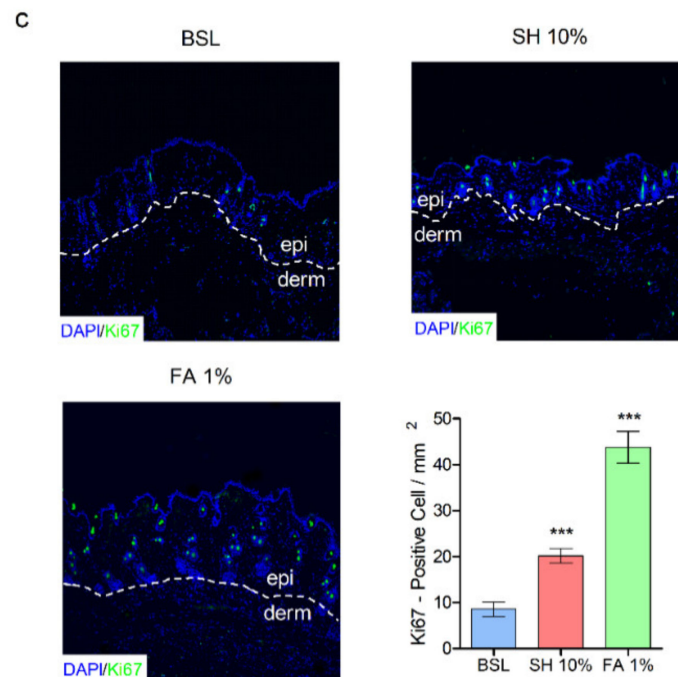 C
BSL
SH 10%
epi
derm
DAPI/Ki67
epi
derm
DAPI/Ki67
FA 1%
epi
derm
DAPI/Ki67
Ki67 - Positive Cell / mm 2
50
40
30
20
10
0
***
***
BSL SH 10% FA 1%